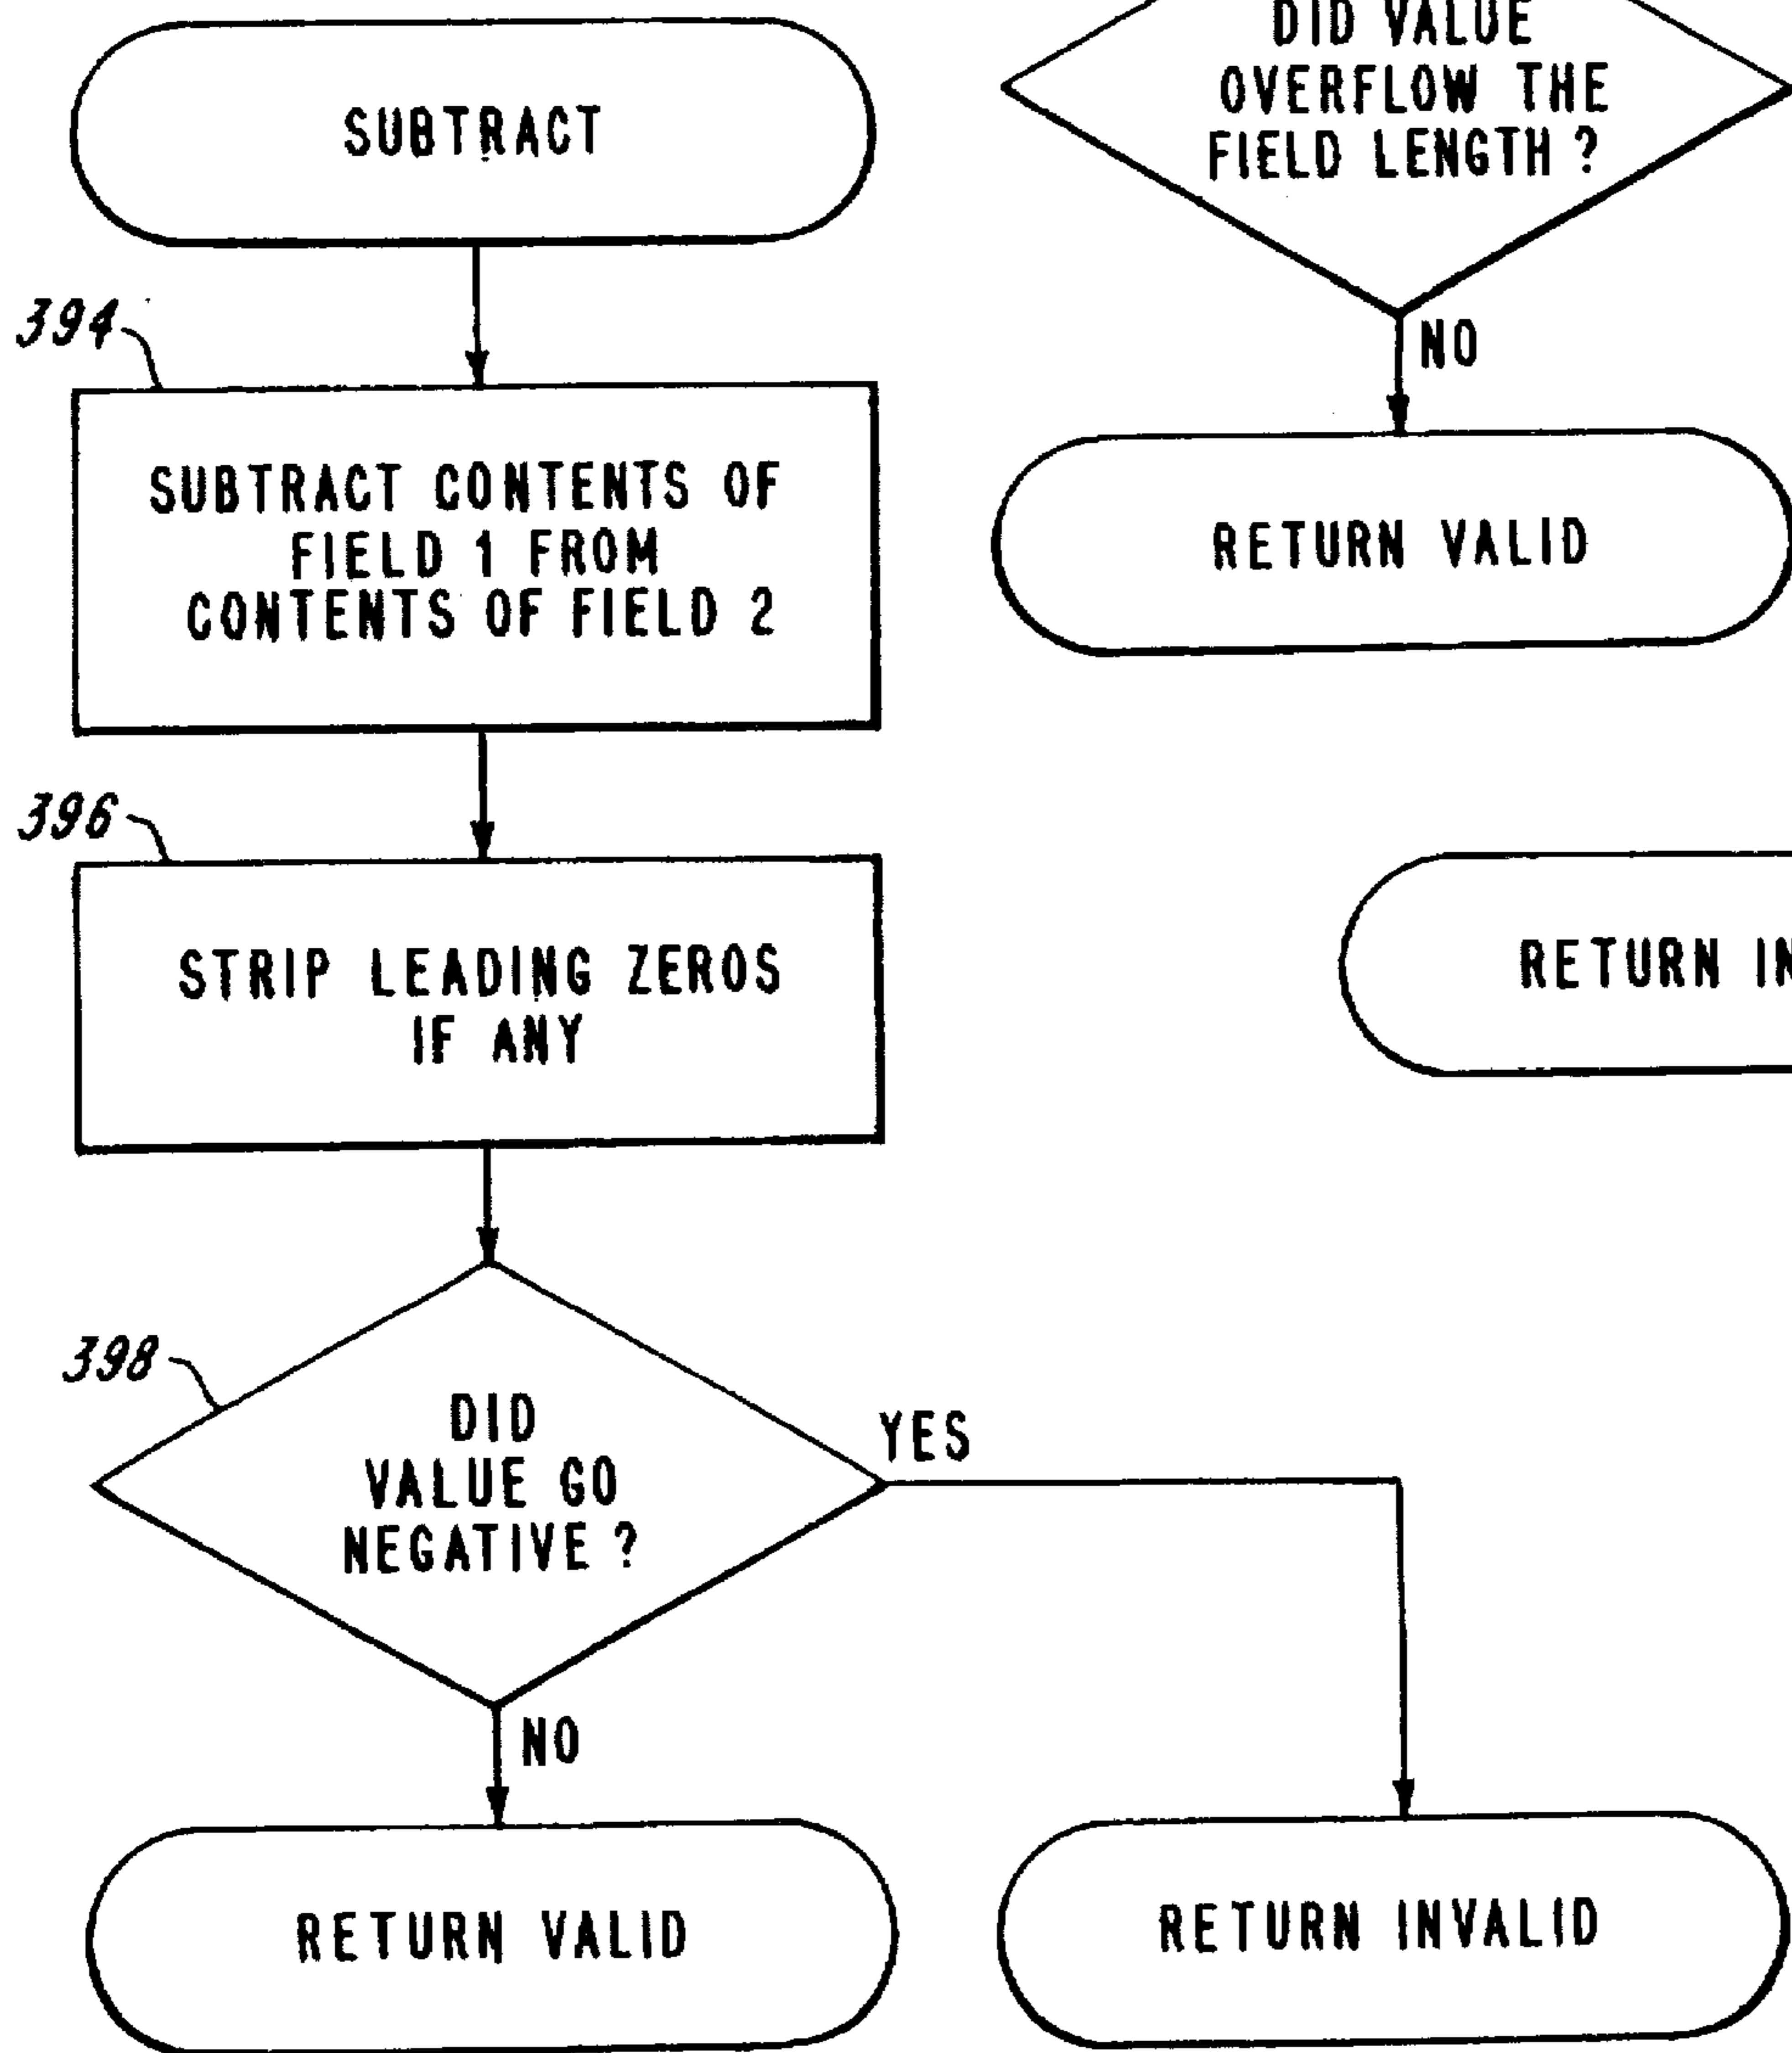 SUBTRACT
394
SUBTRACT CONTENTS OF
FIELD 1 FROM
CONTENTS OF FIELD 2
396
STRIP LEADING ZEROS
IF ANY
398
DID
VALUE GO
NEGATIVE ?
YES
NO
RETURN VALID
RETURN INVALID
DID VALUE
OVERFLOW THE
FIELD LENGTH ?
NO
RETURN VALID
RETURN